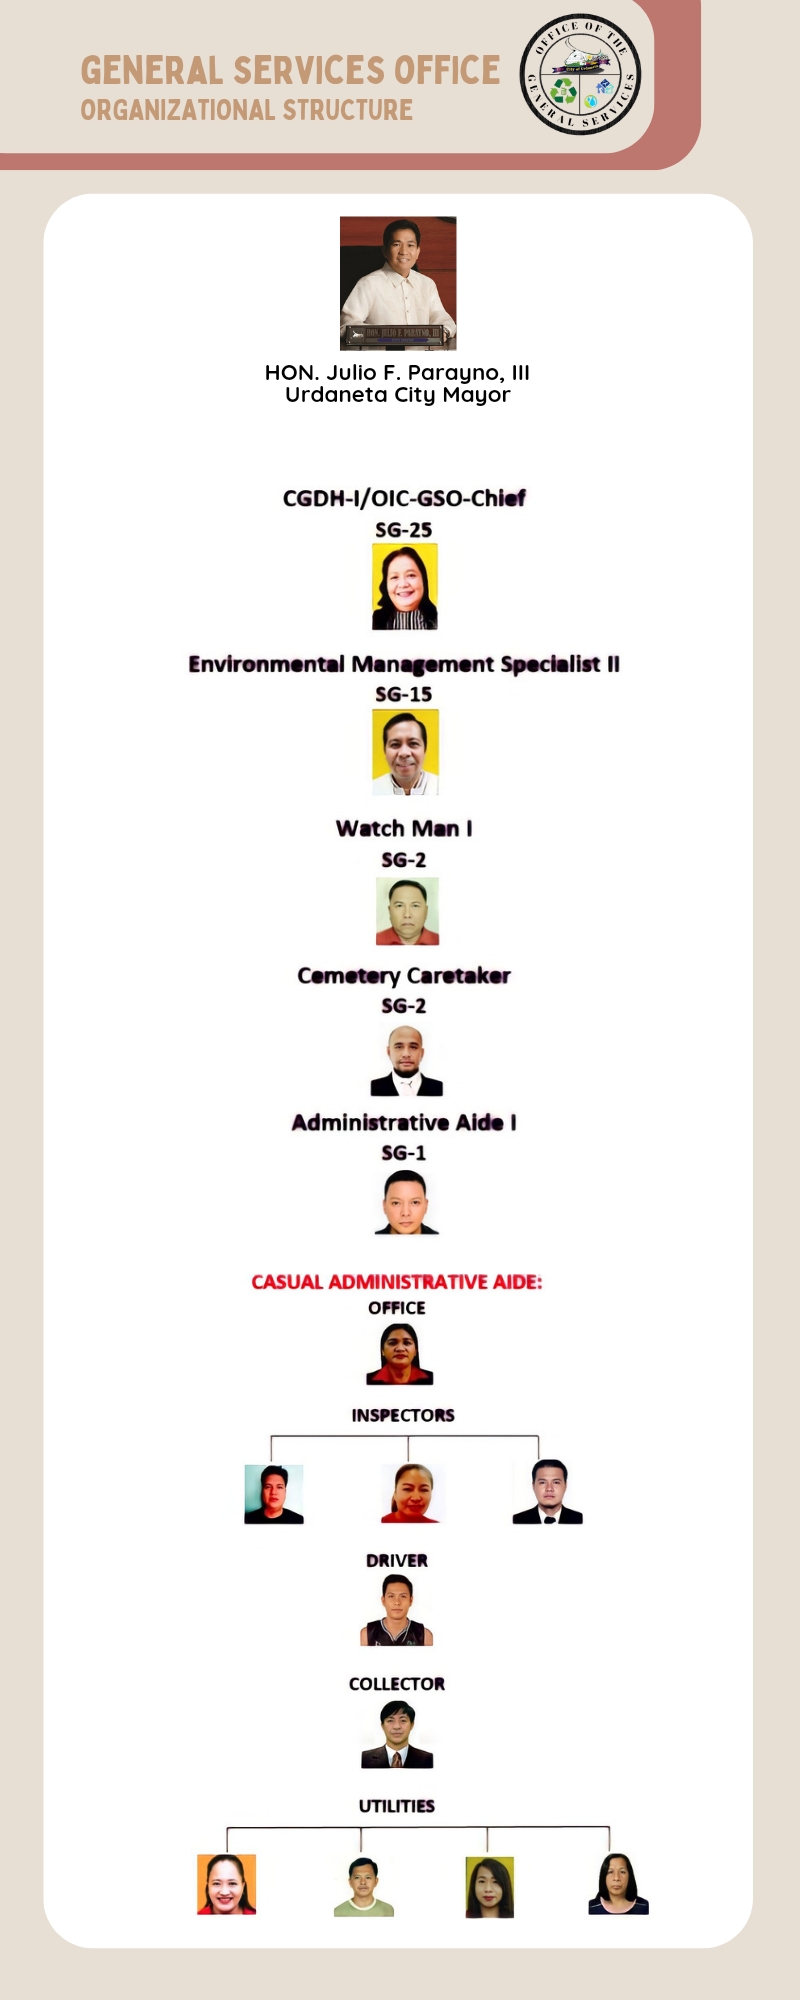 GENERAL SERVICES OFFICE
ORGANIZATIONAL STRUCTURE
OFFICE OF THE
GENERAL SERVICES
HON. JULIO F. PARAYNO, III
HON. Julio F. Parayno, III
Urdaneta City Mayor
CGDH-I/OIC-GSO-Chief
SG-25
Environmental Management Specialist II
SG-15
Watch Man I
SG-2
Cemetery Caretaker
SG-2
Administrative Aide I
SG-1
CASUAL ADMINISTRATIVE AIDE:
OFFICE
INSPECTORS
DRIVER
COLLECTOR
UTILITIES